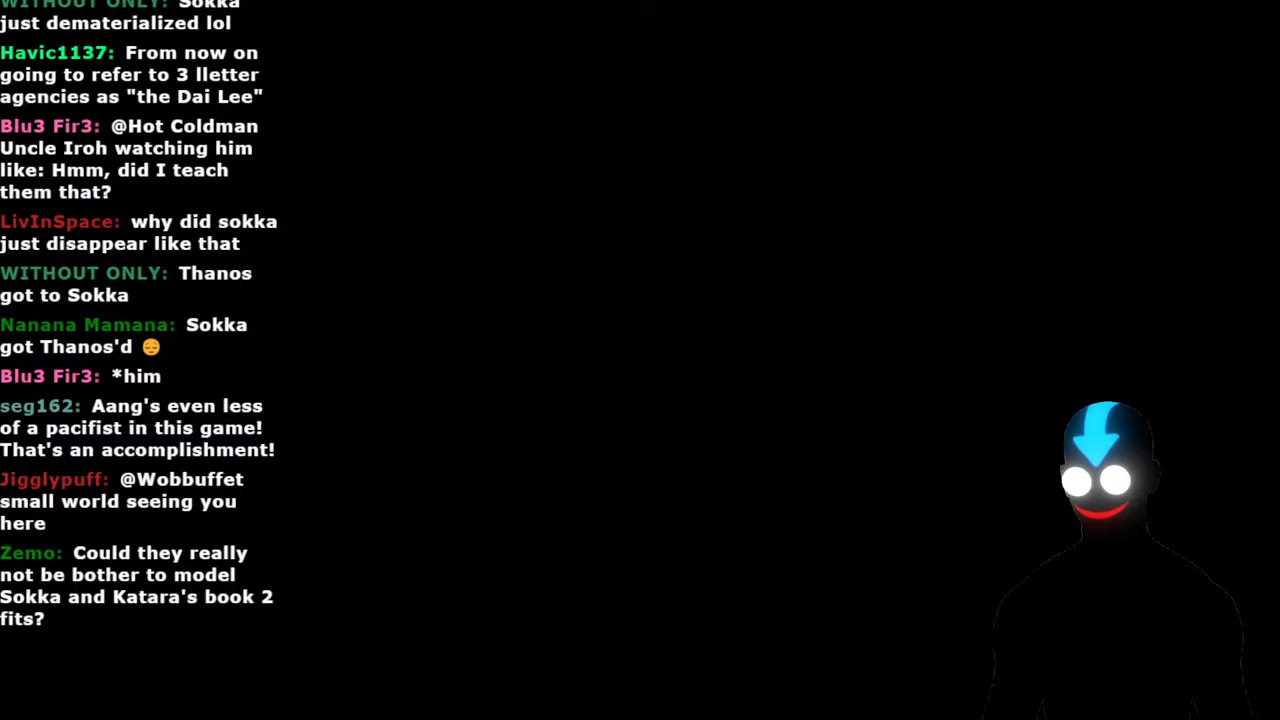 WITHOUT ONLY: Sokka
just dematerialized lol
Havic1137: From now on
going to refer to 3 lletter
agencies as "the Dai Lee"
Blu3 Fir3: @Hot Coldman
Uncle Iroh watching him
like: Hmm, did I teach
them that?
LivInSpace: why did sokka
just disappear like that
WITHOUT ONLY: Thanos
got to Sokka
Nanana Mamana: Sokka
got Thanos'd 😔
Blu3 Fir3: *him
seg162: Aang's even less
of a pacifist in this game!
That's an accomplishment!
Jigglypuff: @Wobbuffet
small world seeing you
here
Zemo: Could they really
not be bother to model
Sokka and Katara's book 2
fits?